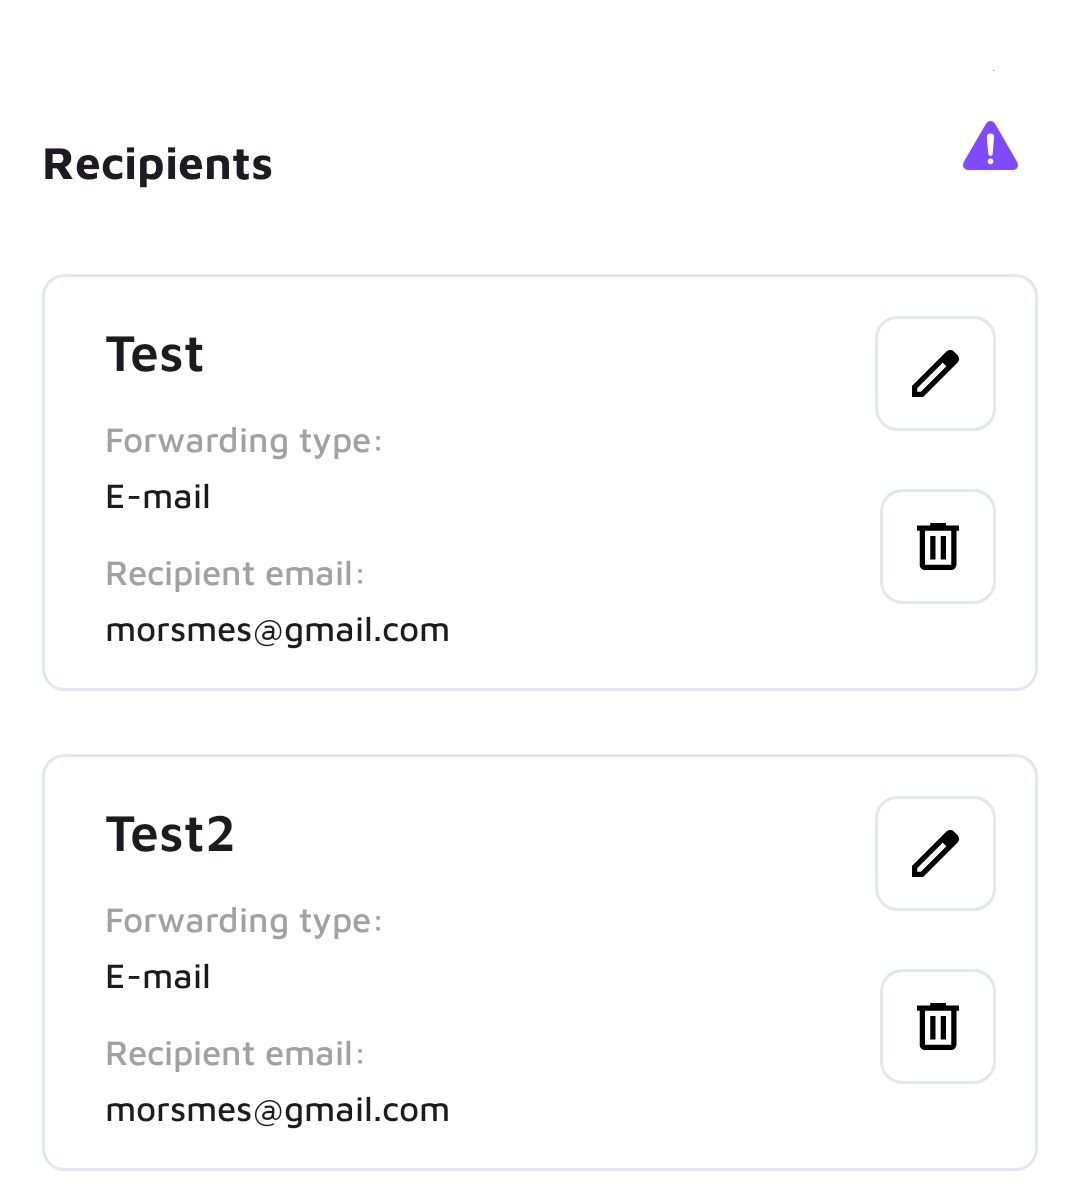 Recipients
Test
Forwarding type:
E-mail
Recipient email:
morsmes@gmail.com
Test2
Forwarding type:
E-mail
Recipient email:
morsmes@gmail.com